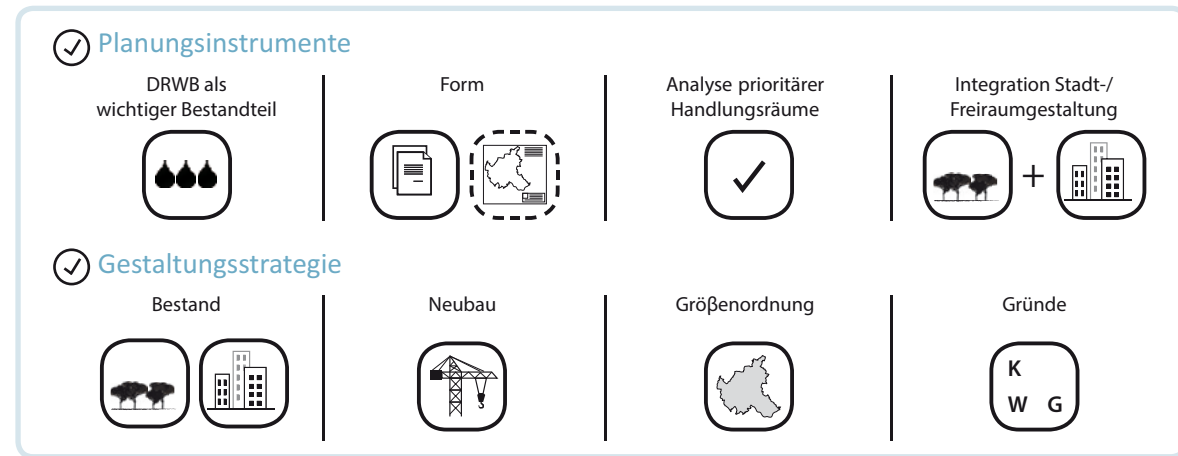 Planungsinstrumente
DRWB als
wichtiger Bestandteil
Form
Analyse prioritärer
Handlungsräume
Integration Stadt-/
Freiraumgestaltung
+
Gestaltungsstrategie
Bestand
Neubau
Größenordnung
Gründe
K
W G